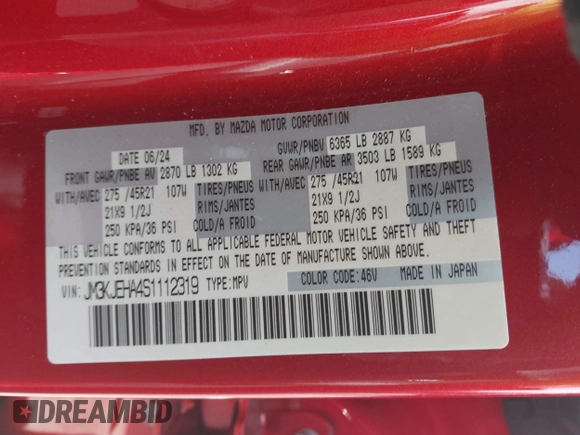 MFD. BY MAZDA MOTOR CORPORATION
DATE 06/24 GVWR/PNBV 6365 LB 2887 KG
FRONT GAWR/PNBE AV 2870 LB 1302 KG REAR GAWR/PNBE AR 3503 LB 1589 KG
WITH/AVEC 275 /45R21 107W TIRES/PNEUS WITH/AVEC 275 /45R21 107W TIRES/PNEUS
21X9 1/2J RIMS/JANTES 21X9 1/2J RIMS/JANTES
250 KPA/36 PSI COLD/A FROID 250 KPA/36 PSI COLD/A FROID
THIS VEHICLE CONFORMS TO ALL APPLICABLE FEDERAL MOTOR VEHICLE SAFETY AND THEFT
PREVENTION STANDARDS IN EFFECT ON THE DATE OF MANUFACTURE SHOWN ABOVE.
VIN: JM3KJEHA4S1112319 TYPE:MPV COLOR CODE:46V MADE IN JAPAN
DREAMBID